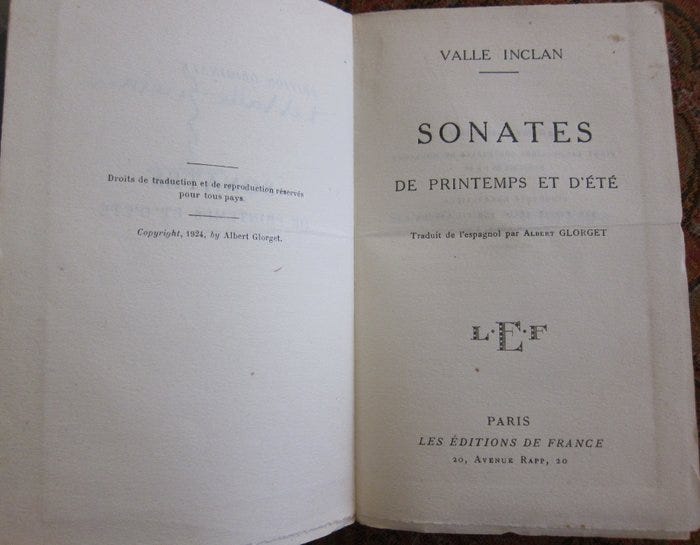 Droits de traduction et de reproduction réservés
pour tous pays.
Copyright, 1924, by Albert Glorget.
VALLE INCLAN
SONATES
DE PRINTEMPS ET D'ÉTÉ
Traduit de l'espagnol par Albert GLORGET
L·E·F
PARIS
LES ÉDITIONS DE FRANCE
20, Avenue Rapp, 20